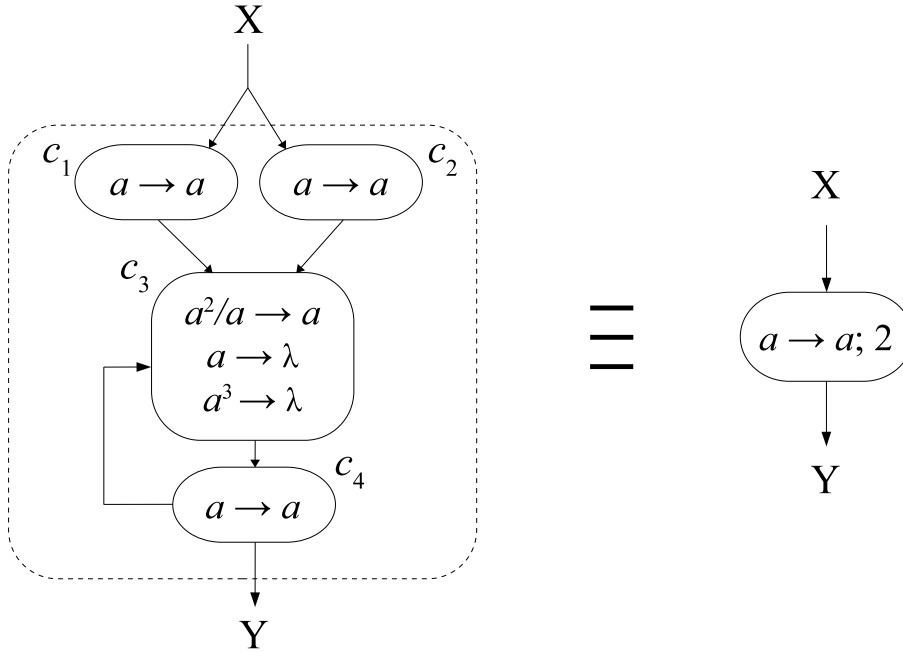 X
c₁
a → a
a → a
c₂
c₃
a²/a → a
a → λ
a³ → λ
c₄
a → a
Y
≡
X
a → a; 2
Y